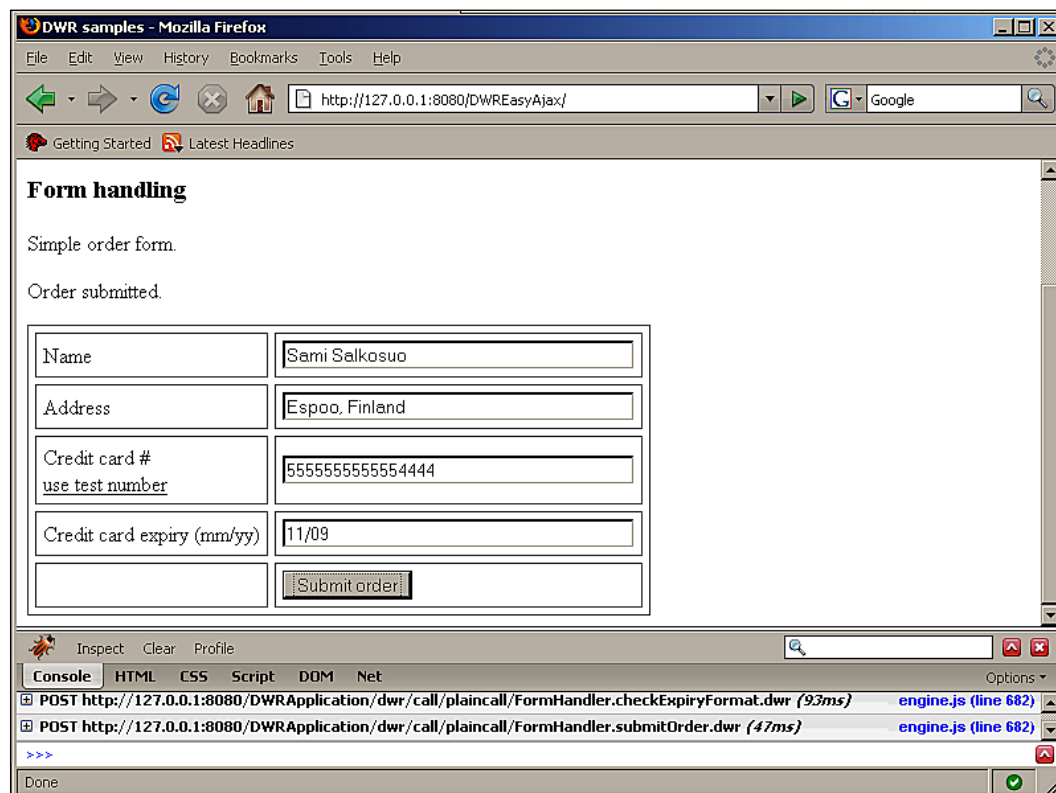 DWR samples - Mozilla Firefox
File Edit View History Bookmarks Tools Help
http://127.0.0.1:8080/DWREasyAjax/ G Google
Getting Started Latest Headlines
Form handling
Simple order form.
Order submitted.
Name Sami Salkosuo
Address Espoo, Finland
Credit card #
use test number 5555555555554444
Credit card expiry (mm/yy) 11/09
Submit order
Inspect Clear Profile
Console HTML CSS Script DOM Net Options
POST http://127.0.0.1:8080/DWRApplication/dwr/call/plaincall/FormHandler.checkExpiryFormat.dwr (93ms) engine.js (line 682)
POST http://127.0.0.1:8080/DWRApplication/dwr/call/plaincall/FormHandler.submitOrder.dwr (47ms) engine.js (line 682)
>>>
Done